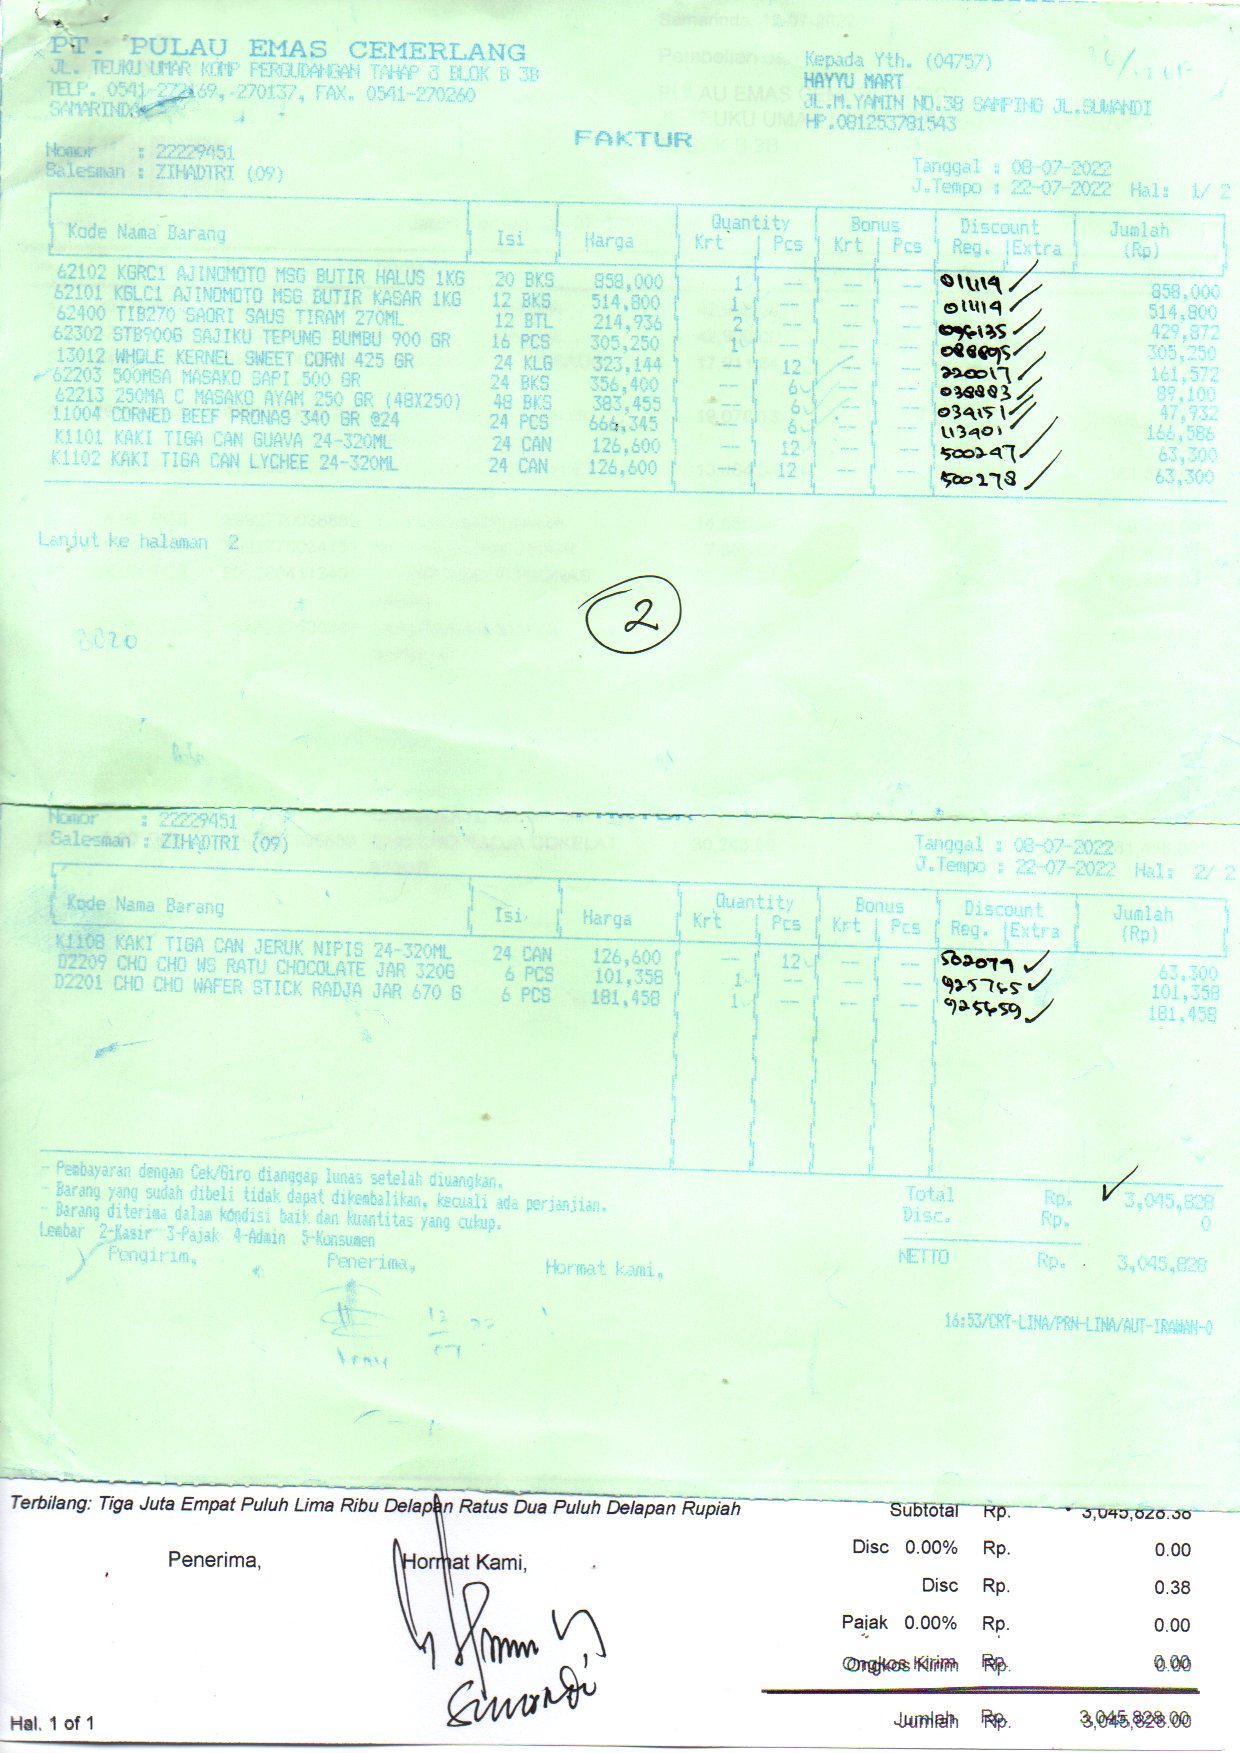 PT. PULAU EMAS CEMERLANG
JL. TEUKU UMAR KOMP PERGUDANGAN TAHAP 3 BLOK B 3B
TELP. 0541-272169, -270137, FAX. 0541-270260
SAMARINDA
Kepada Yth. (04757)
HAYYU MART
JL.M.YAMIN NO.38 SAMPING JL.SUWANDI
HP.081253781543
FAKTUR
Nomor : 22229451
Salesman : ZIHADTRI (09)
Tanggal : 08-07-2022
J.Tempo : 22-07-2022 Hal: 1/ 2
Kode Nama Barang Isi Harga Quantity Krt Pcs Bonus Krt Pcs Discount Reg. Extra Jumlah (Rp)
62102 KGRC1 AJINOMOTO MSG BUTIR HALUS 1KG 20 BKS 858,000 1 -- -- -- 011119 858,000
62101 KGLC1 AJINOMOTO MSG BUTIR KASAR 1KG 12 BKS 514,800 1 -- -- -- 011119 514,800
62400 TIB270 SAORI SAUS TIRAM 270ML 12 BTL 214,936 2 -- -- -- 429,872
62302 STB900G SAJIKU TEPUNG BUMBU 900 GR 16 PCS 305,250 1 -- -- -- 088895 305,250
13012 WHOLE KERNEL SWEET CORN 425 GR 24 KLG 323,144 -- 12 -- -- 220017 161,572
62203 500MSA MASAKO SAPI 500 GR 24 BKS 356,400 -- 6 -- -- 038883 89,100
62213 250MA C MASAKO AYAM 250 GR (48X250) 48 BKS 383,455 -- 6 -- -- 034151 47,932
11004 CORNED BEEF PRONAS 340 GR @24 24 PCS 666,345 -- 6 -- -- 113401 166,586
K1101 KAKI TIGA CAN GUAVA 24-320ML 24 CAN 126,600 -- 12 -- -- 500247 63,300
K1102 KAKI TIGA CAN LYCHEE 24-320ML 24 CAN 126,600 -- 12 -- -- 500278 63,300
Lanjut ke halaman 2
2
Nomor : 22229451
Salesman : ZIHADTRI (09)
Tanggal : 08-07-2022
J.Tempo : 22-07-2022 Hal: 2/ 2
Kode Nama Barang Isi Harga Quantity Krt Pcs Bonus Krt Pcs Discount Reg. Extra Jumlah (Rp)
K1108 KAKI TIGA CAN JERUK NIPIS 24-320ML 24 CAN 126,600 -- 12 -- -- 502079 63,300
D2209 CHO CHO WS RATU CHOCOLATE JAR 320G 6 PCS 101,358 1 -- -- -- 925745 101,358
D2201 CHO CHO WAFER STICK RADJA JAR 670 G 6 PCS 181,458 1 -- -- -- 925659 181,458
- Pembayaran dengan Cek/Giro dianggap lunas setelah diuangkan.
- Barang yang sudah dibeli tidak dapat dikembalikan, kecuali ada perjanjian.
- Barang diterima dalam kondisi baik dan kuantitas yang cukup.
Lembar 2-Kasir 3-Pajak 4-Admin 5-Konsumen
Total Rp. 3,045,828
Disc. Rp. 0
NETTO Rp. 3,045,828
Pengirim, Penerima, Hormat kami,
16:53/CRT-LINA/PRN-LINA/AUT-IRAWAN-0
Terbilang: Tiga Juta Empat Puluh Lima Ribu Delapan Ratus Dua Puluh Delapan Rupiah
Subtotal Rp. 3,045,828.38
Penerima, Hormat Kami,
Disc 0.00% Rp. 0.00
Disc Rp. 0.38
Pajak 0.00% Rp. 0.00
Ongkos Kirim Rp. 0.00
Suwandi
Jumlah Rp. 3,045,828.00
Hal. 1 of 1